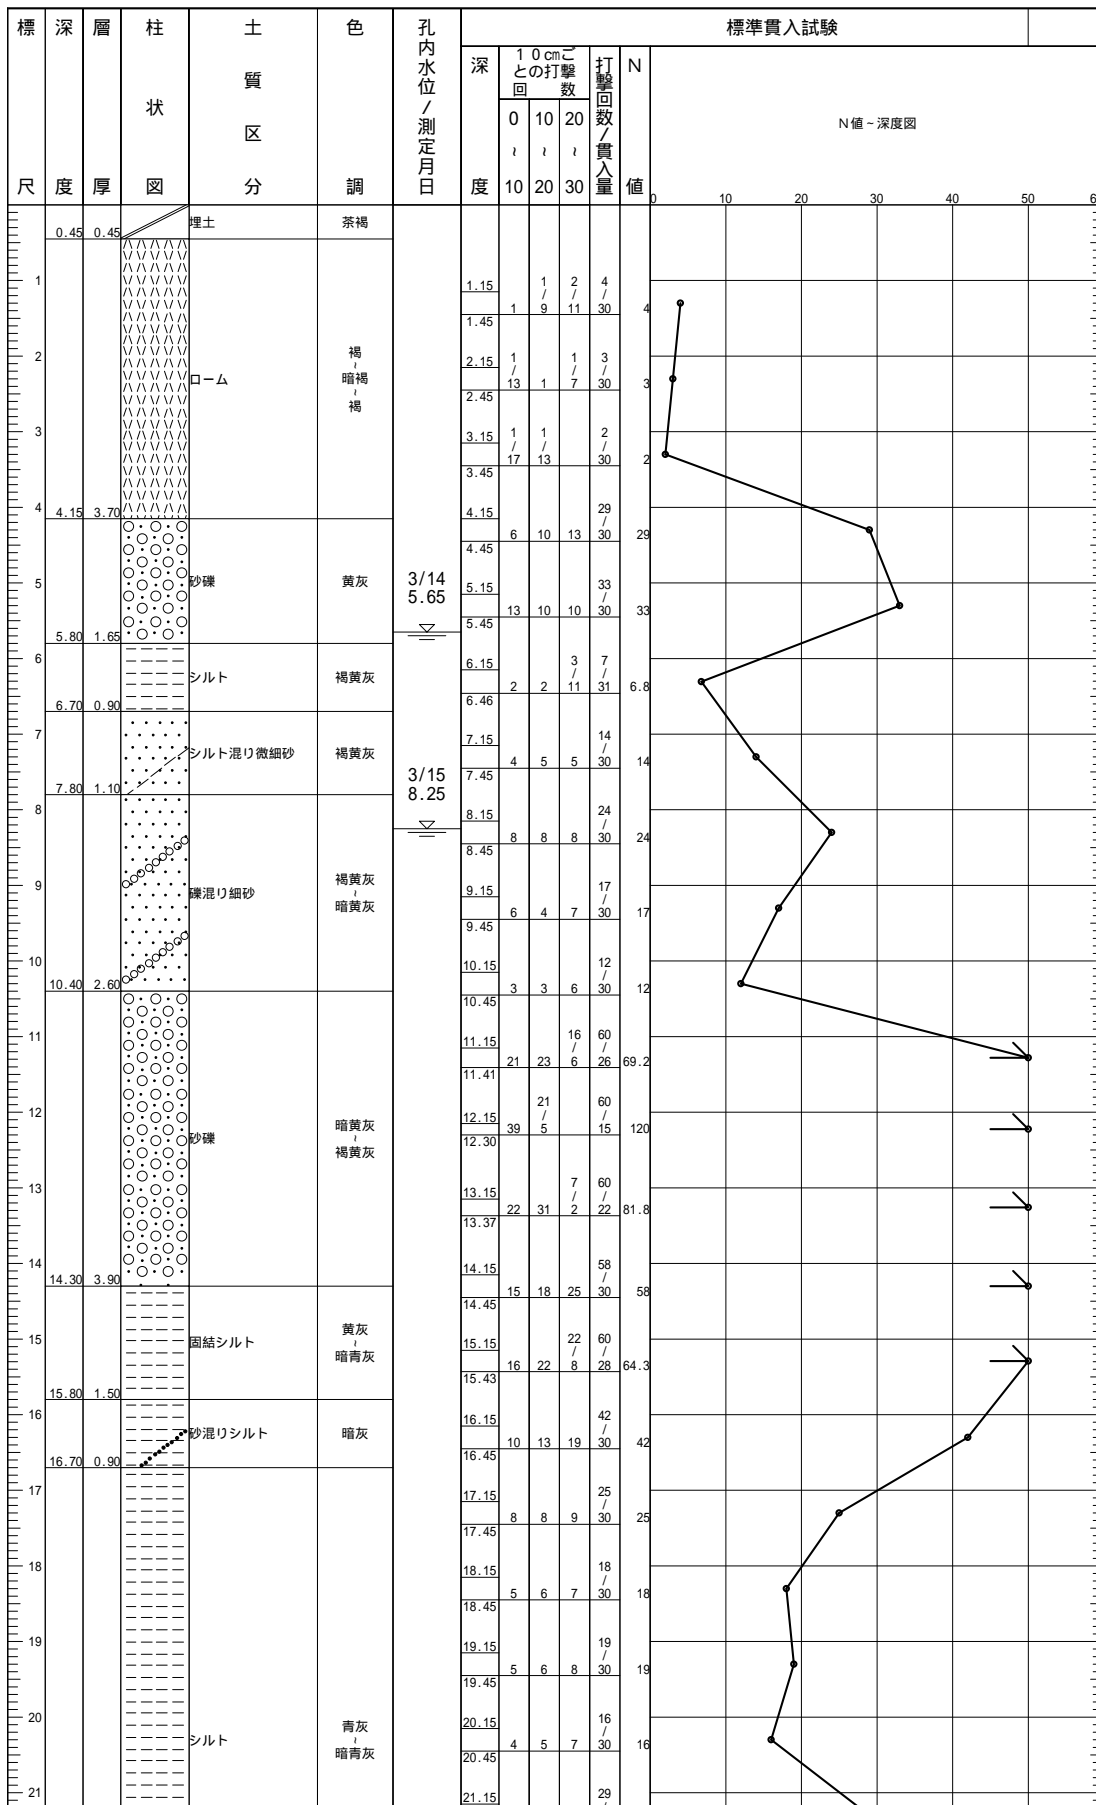 標尺 深度 層厚 柱状図 土質区分 色調 孔内水位/測定月日 標準貫入試験
深度 10㎝ごとの打撃回数 打撃回数/貫入量 N値 N値~深度図
0~10 10~20 20~30
0 10 20 30 40 50 60
0.45 0.45 埋土 茶褐
1
1.15 1 1/9 2/11 4/30 4
1.45
2
ローム 褐~暗褐~褐
2.15 1/13 1 1/7 3/30 3
2.45
3
3.15 1/17 1/13 2/30 2
3.45
4
4.15 3.70
4.15 6 10 13 29/30 29
4.45
5
砂礫 黄灰
3/14
5.65
5.15 13 10 10 33/30 33
5.45
5.80 1.65
6
シルト 褐黄灰
6.15 2 2 3/11 7/31 6.8
6.46
6.70 0.90
7
シルト混り微細砂 褐黄灰
7.15 4 5 5 14/30 14
7.45
7.80 1.10
3/15
8.25
8
8.15 8 8 8 24/30 24
8.45
9
礫混り細砂 褐黄灰~暗黄灰
9.15 6 4 7 17/30 17
9.45
10
10.15 3 3 6 12/30 12
10.40 2.60
10.45
11
11.15 21 23 16/6 60/26 69.2
11.41
12
砂礫 暗黄灰~褐黄灰
12.15 39 21/5 60/15 120
12.30
13
13.15 22 31 7/2 60/22 81.8
13.37
14
14.15 15 18 25 58/30 58
14.30 3.90
14.45
15
固結シルト 黄灰~暗青灰
15.15 16 22 22/8 60/28 64.3
15.43
15.80 1.50
16
砂混りシルト 暗灰
16.15 10 13 19 42/30 42
16.45
16.70 0.90
17
17.15 8 8 9 25/30 25
17.45
18
18.15 5 6 7 18/30 18
18.45
19
19.15 5 6 8 19/30 19
19.45
20
シルト 青灰~暗青灰
20.15 4 5 7 16/30 16
20.45
21
21.15 29/